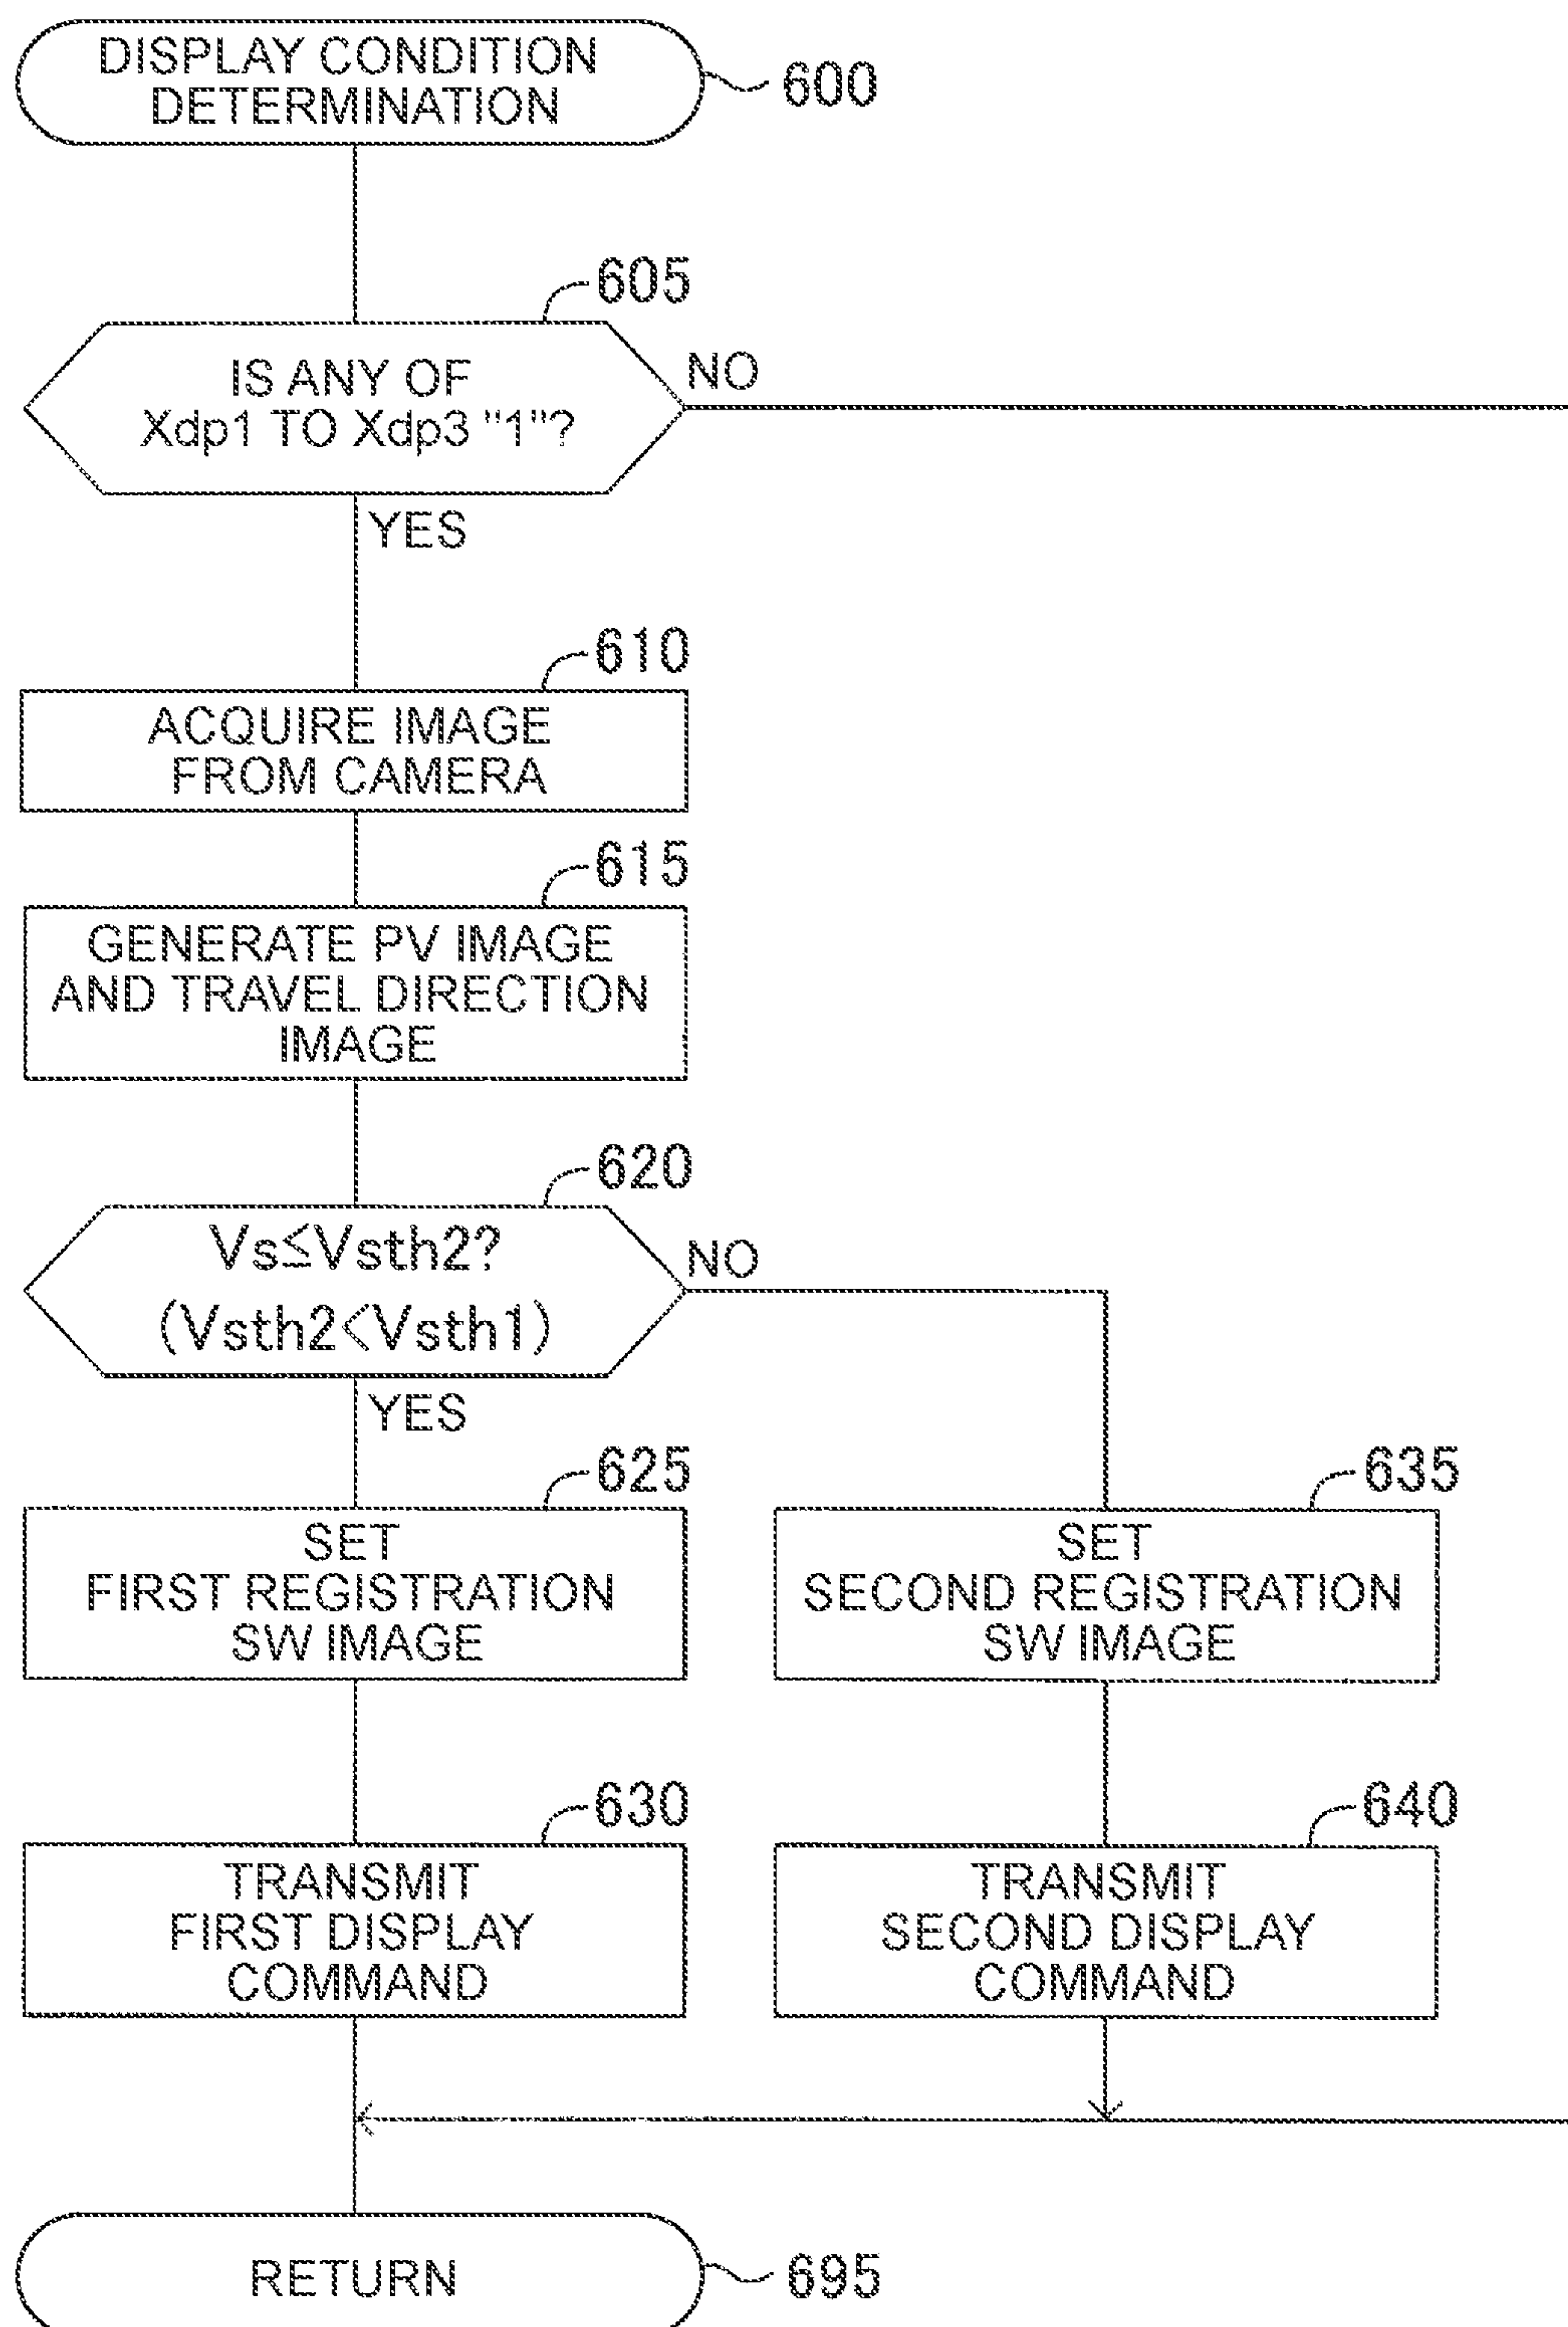 DISPLAY CONDITION
DETERMINATION
600
605
IS ANY OF
Xdp1 TO Xdp3 "1"?
NO
YES
610
ACQUIRE IMAGE
FROM CAMERA
615
GENERATE PV IMAGE
AND TRAVEL DIRECTION
IMAGE
620
Vs≤Vsth2?
(Vsth2<Vsth1)
NO
YES
625
SET
FIRST REGISTRATION
SW IMAGE
635
SET
SECOND REGISTRATION
SW IMAGE
630
TRANSMIT
FIRST DISPLAY
COMMAND
640
TRANSMIT
SECOND DISPLAY
COMMAND
RETURN
695